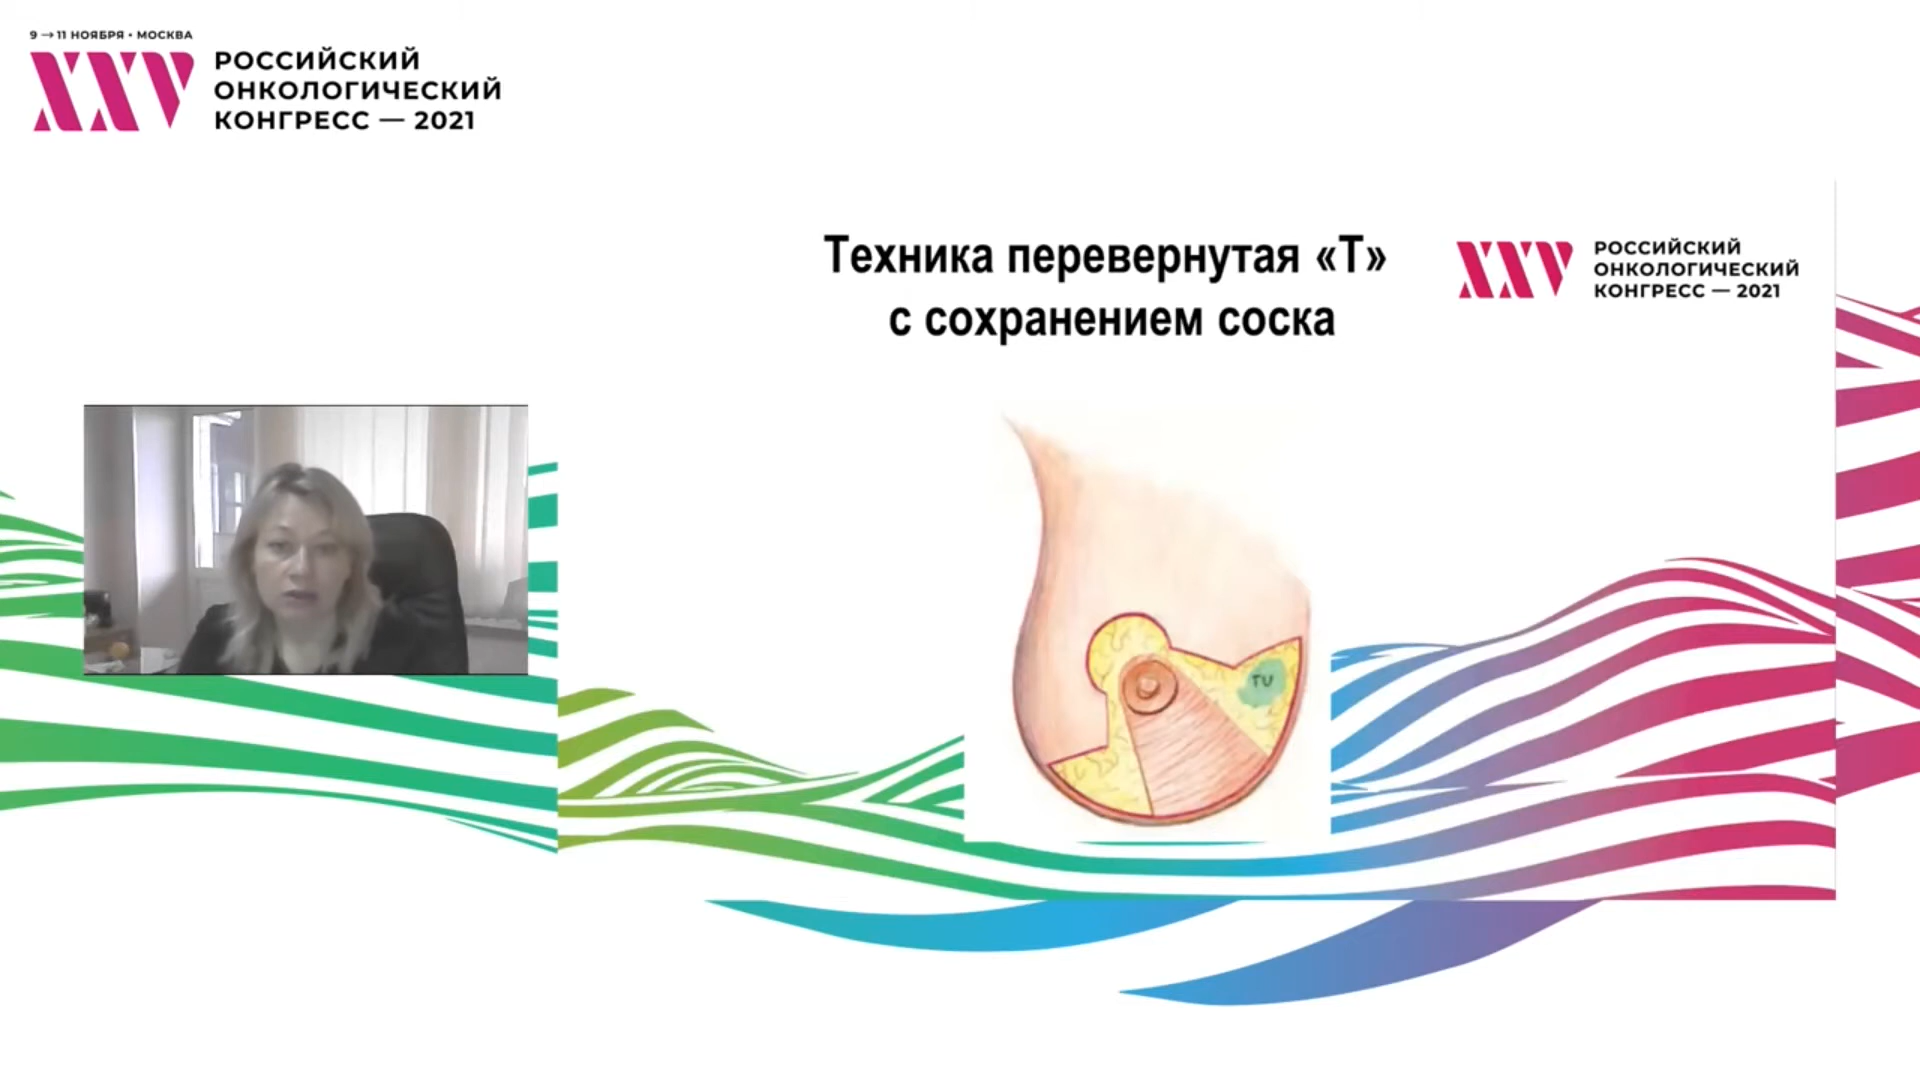 9 → 11 НОЯБРЯ • МОСКВА
XXV
РОССИЙСКИЙ
ОНКОЛОГИЧЕСКИЙ
КОНГРЕСС — 2021
Техника перевернутая «Т»
с сохранением соска
XXV
РОССИЙСКИЙ
ОНКОЛОГИЧЕСКИЙ
КОНГРЕСС — 2021
TU